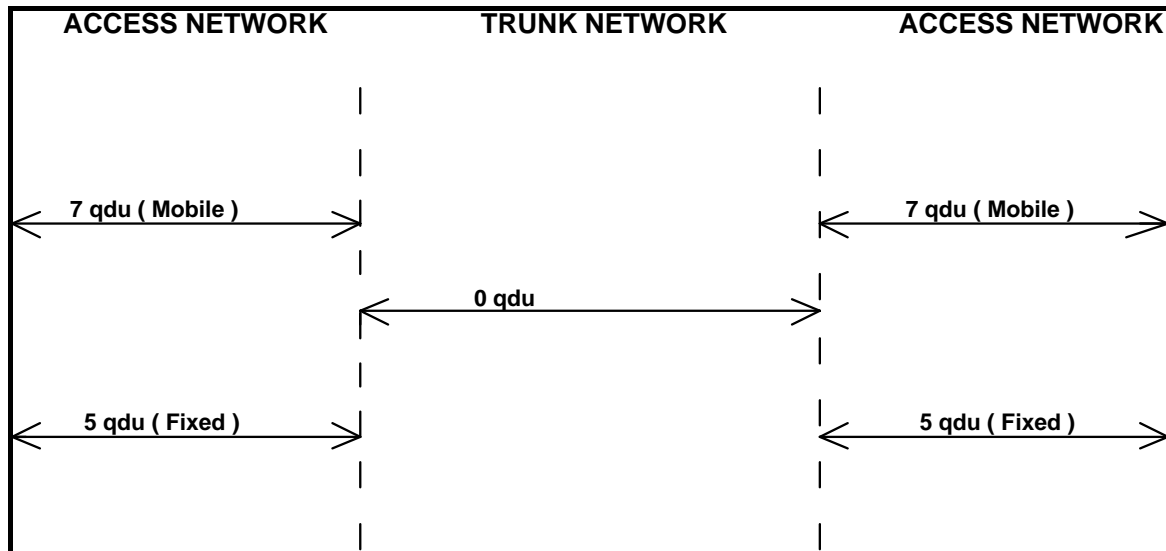 ACCESS NETWORK TRUNK NETWORK ACCESS NETWORK
7 qdu ( Mobile ) 7 qdu ( Mobile )
0 qdu
5 qdu ( Fixed ) 5 qdu ( Fixed )